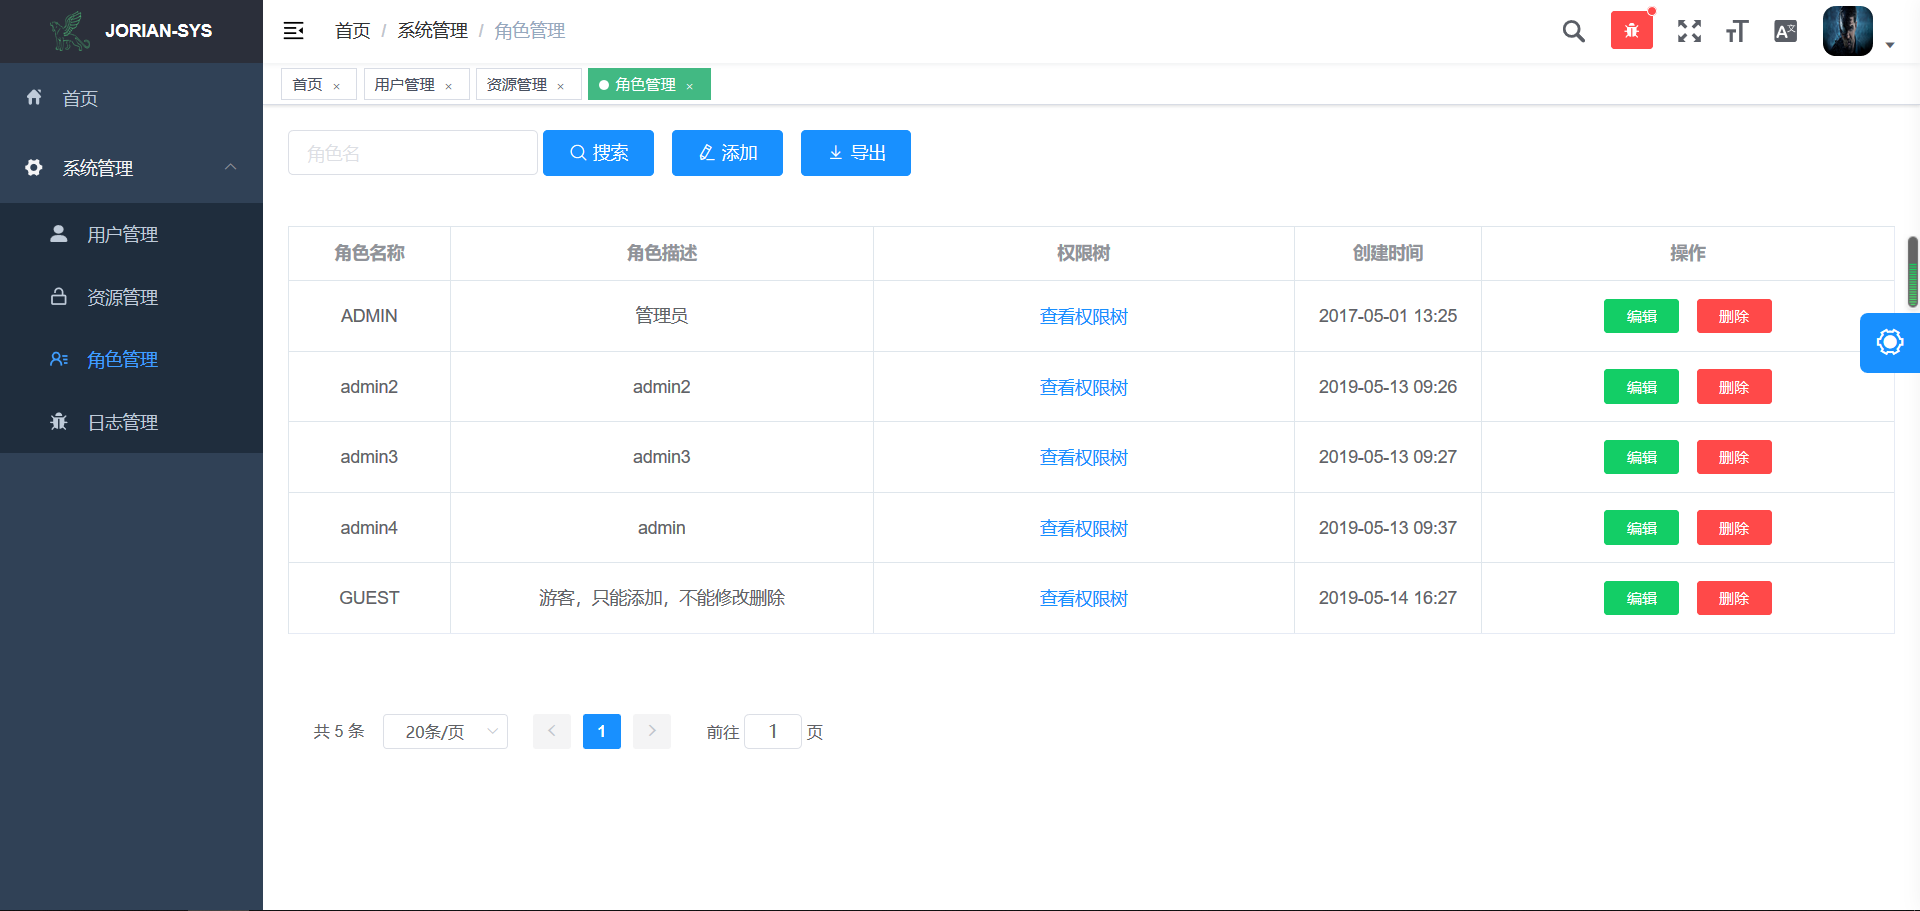 JORIAN-SYS
首页 / 系统管理 / 角色管理
首页 ×
用户管理 ×
资源管理 ×
角色管理 ×
首页
系统管理
用户管理
资源管理
角色管理
日志管理
角色名
搜索
添加
导出
角色名称 角色描述 权限树 创建时间 操作
ADMIN 管理员 查看权限树 2017-05-01 13:25 编辑 删除
admin2 admin2 查看权限树 2019-05-13 09:26 编辑 删除
admin3 admin3 查看权限树 2019-05-13 09:27 编辑 删除
admin4 admin 查看权限树 2019-05-13 09:37 编辑 删除
GUEST 游客，只能添加，不能修改删除 查看权限树 2019-05-14 16:27 编辑 删除
共 5 条 20条/页 1 前往 1 页